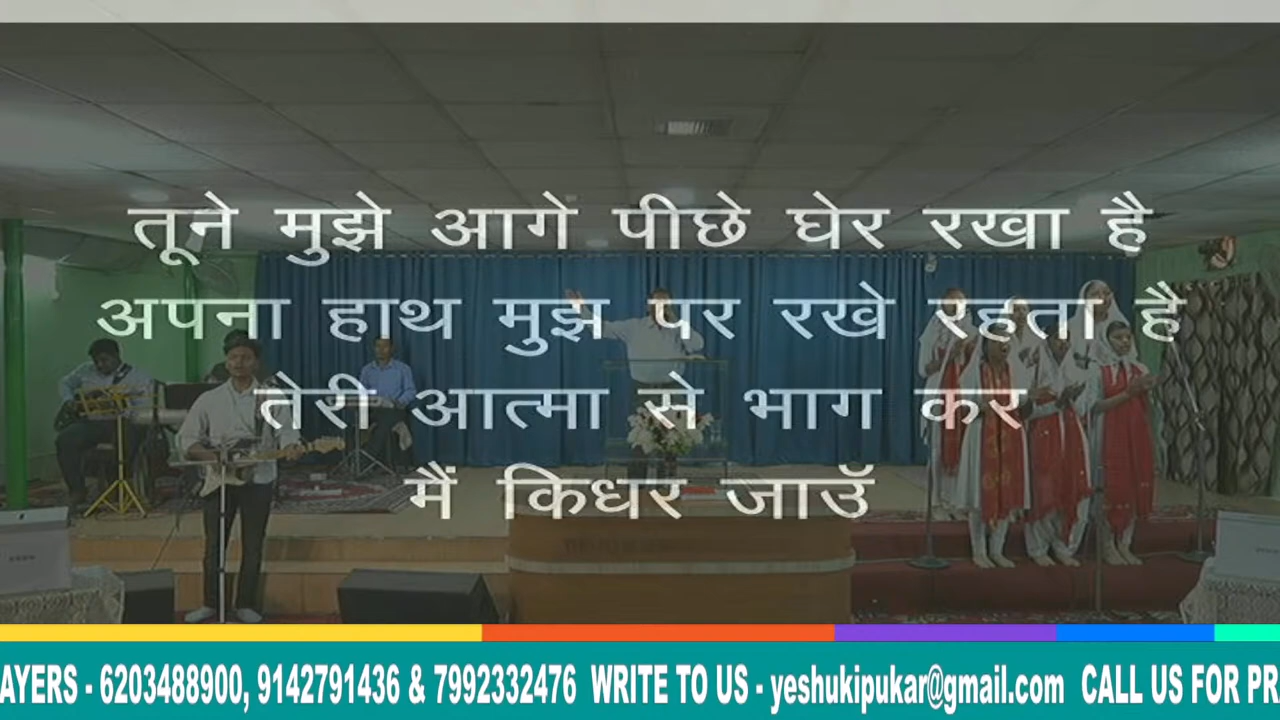 तूने मुझे आगे पीछे घेर रखा है
अपना हाथ मुझ पर रखे रहता है
तेरी आत्मा से भाग कर
मैं किधर जाउॅ
AYERS - 6203488900, 9142791436 & 7992332476 WRITE TO US - yeshukipukar@gmail.com CALL US FOR PR